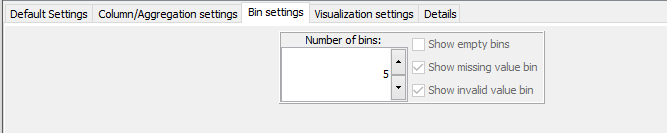 Default Settings Column/Aggregation settings Bin settings Visualization settings Details
Number of bins:
5
Show empty bins
Show missing value bin
Show invalid value bin